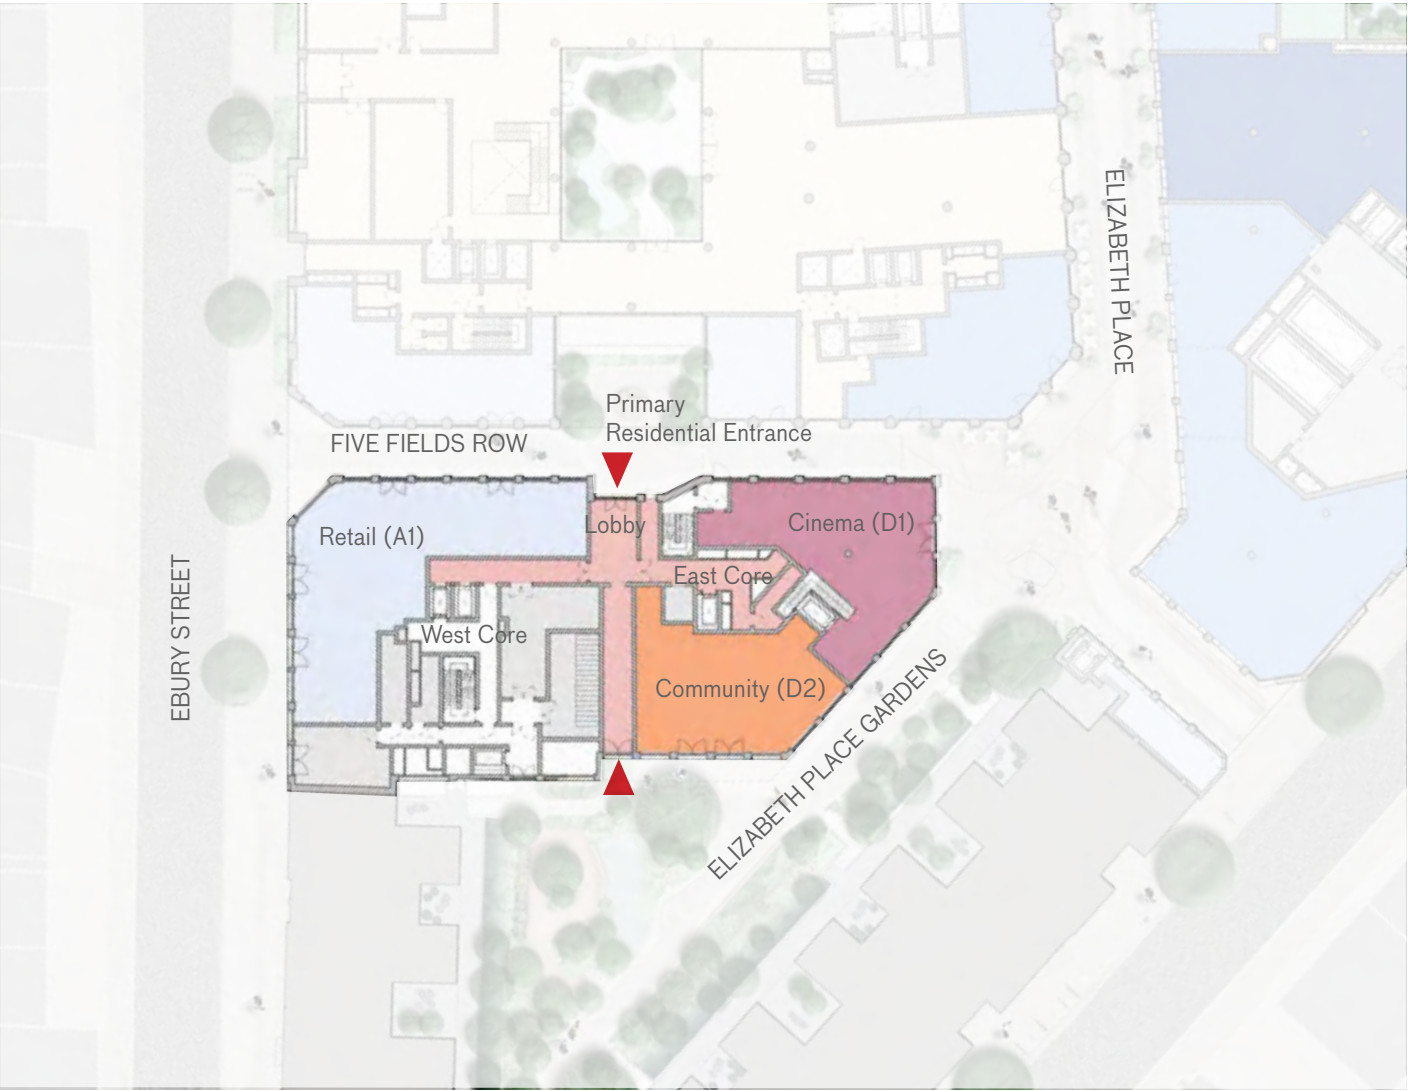 ELIZABETH PLACE
Primary
Residential Entrance
FIVE FIELDS ROW
Retail (A1)
Lobby
Cinema (D1)
East Core
EBURY STREET
West Core
Community (D2)
ELIZABETH PLACE GARDENS